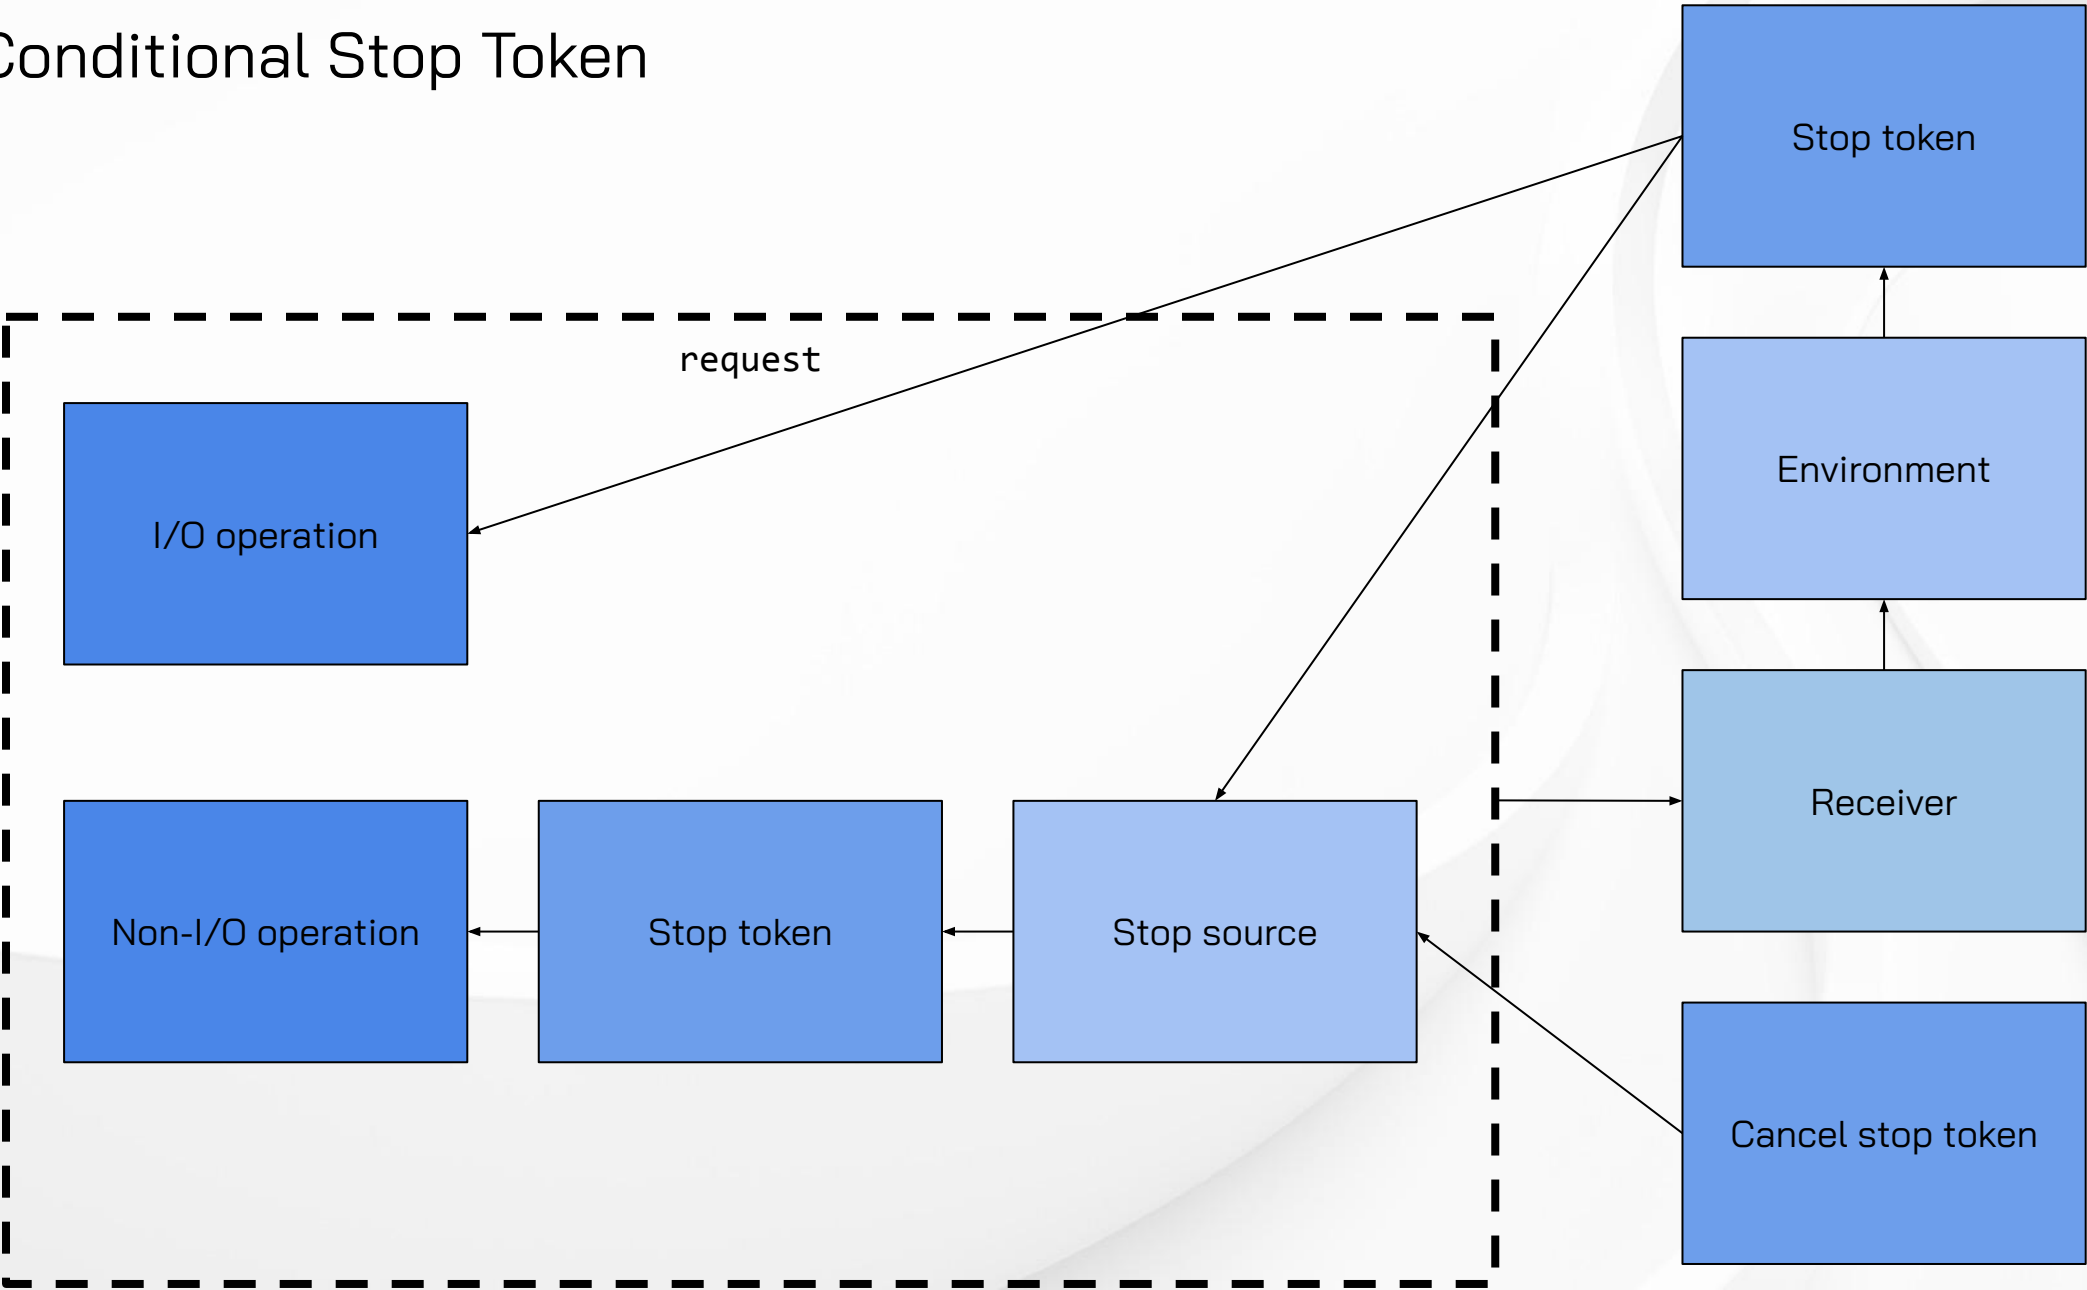 Conditional Stop Token
Stop token
request
Environment
I/O operation
Receiver
Non-I/O operation
Stop token
Stop source
Cancel stop token